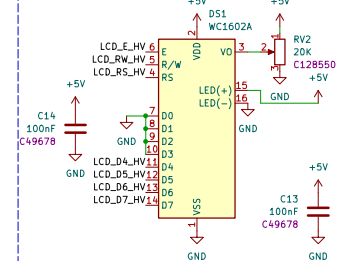 +5V
+5V
DS1
WC1602A
LCD_E_HV 6 E
LCD_RW_HV 5 R/W
LCD_RS_HV 4 RS
2 VDD
VO 3
1
2
3
RV2
20K
C128550
GND
LED(+) 15
LED(-) 16
+5V
GND
+5V
C14
100nF
C49678
GND
GND
7 D0
8 D1
9 D2
10 D3
LCD_D4_HV 11 D4
LCD_D5_HV 12 D5
LCD_D6_HV 13 D6
LCD_D7_HV 14 D7
VSS
1
GND
+5V
C13
100nF
C49678
GND